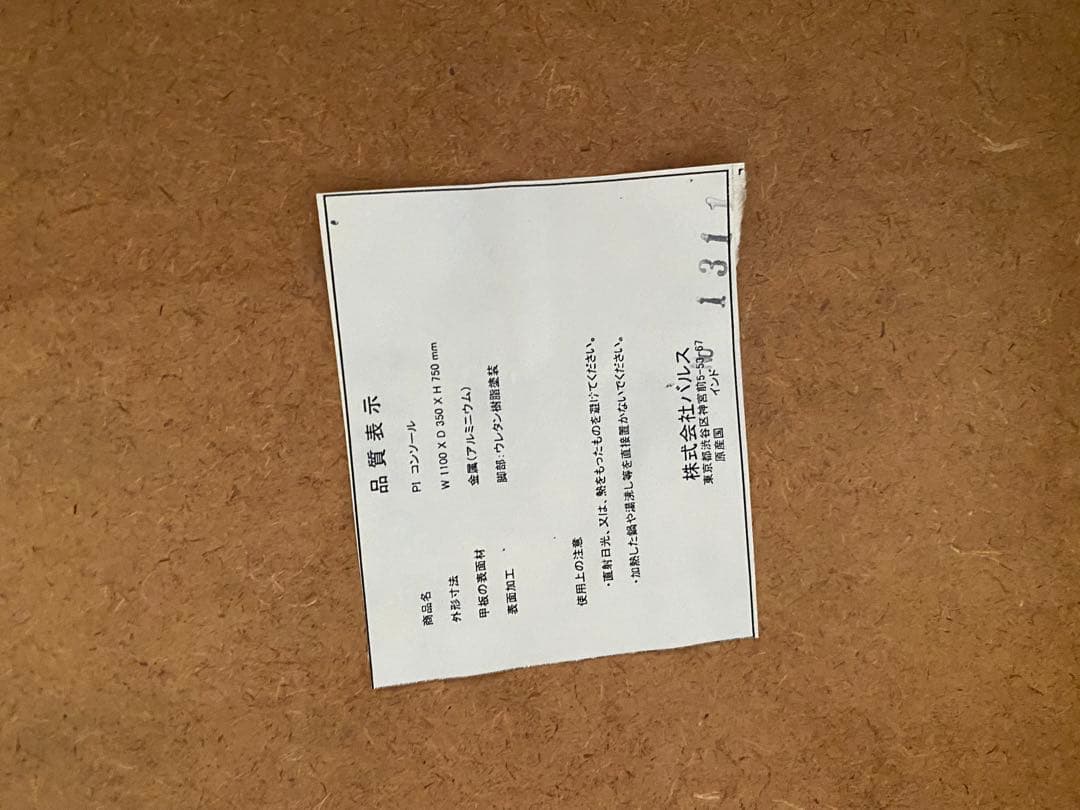 品質表示
商品名 PI コンソール
外形寸法 W 1100 X D 350 X H 750 mm
甲板の表面材 金属(アルミニウム)
表面加工 脚部:ウレタン樹脂塗装
使用上の注意
・直射日光、又は、熱をもったものを避けてください。
・加熱した鍋や湯沸し等を直接置かないでください。
株式会社バルス
東京都渋谷区神宮前5-53-67
原産国 インド
1 3 1 1